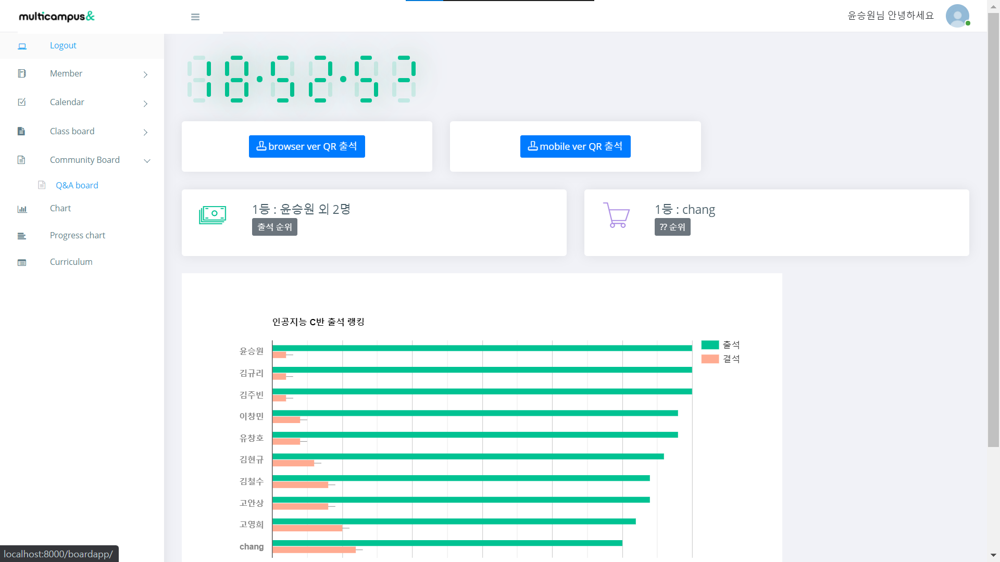 multicampus&
윤승원님 안녕하세요
Logout
Member
Calendar
Class board
Community Board
Q&A board
Chart
Progress chart
Curriculum
browser ver QR 출석
mobile ver QR 출석
1등 : 윤승원 외 2명
출석 순위
1등 : chang
?? 순위
인공지능 C반 출석 랭킹
출석
결석
윤승원
김규리
김주빈
이창민
유창호
김현규
김철수
고안상
고영희
chang
localhost:8000/boardapp/